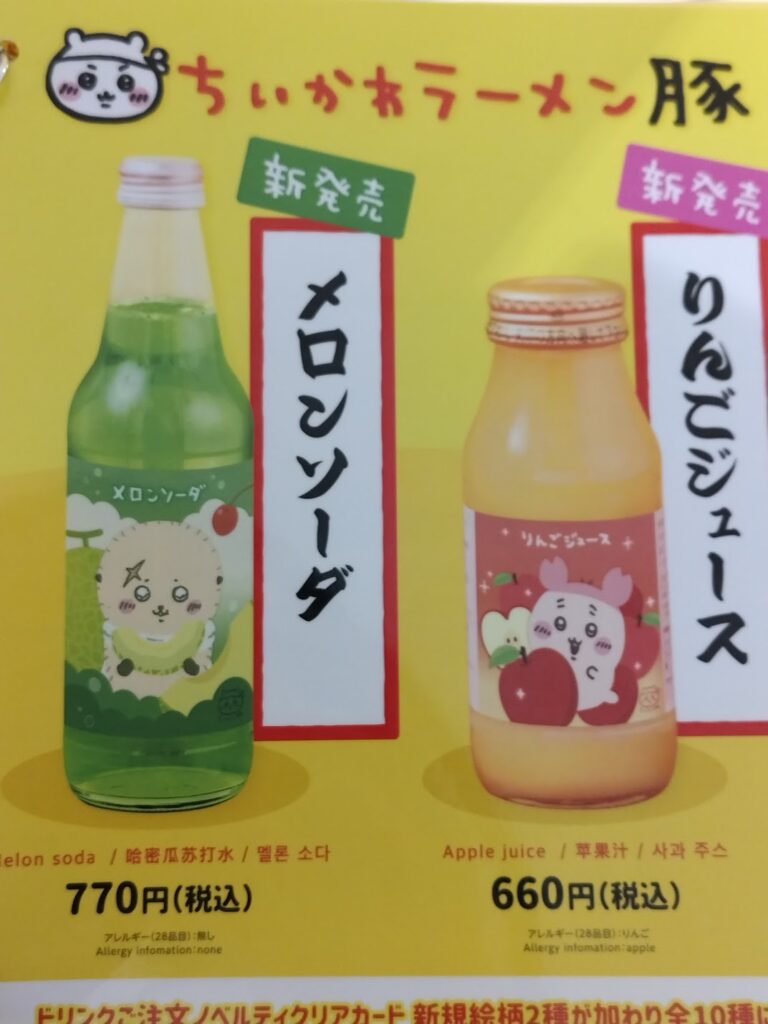 ちいかわラーメン豚
新発売
メロンソーダ
メロンソーダ
新発売
りんごジュース
りんごジュース
elon soda / 哈密瓜苏打水 / 멜론 소다
770円(税込)
アレルギー(28品目):無し
Allergy infomation:none
Apple juice / 苹果汁 / 사과 주스
660円(税込)
アレルギー(28品目):りんご
Allergy infomation:apple
ドリンクご注文ノベルティクリアカード 新規絵柄2種が加わり全10種に